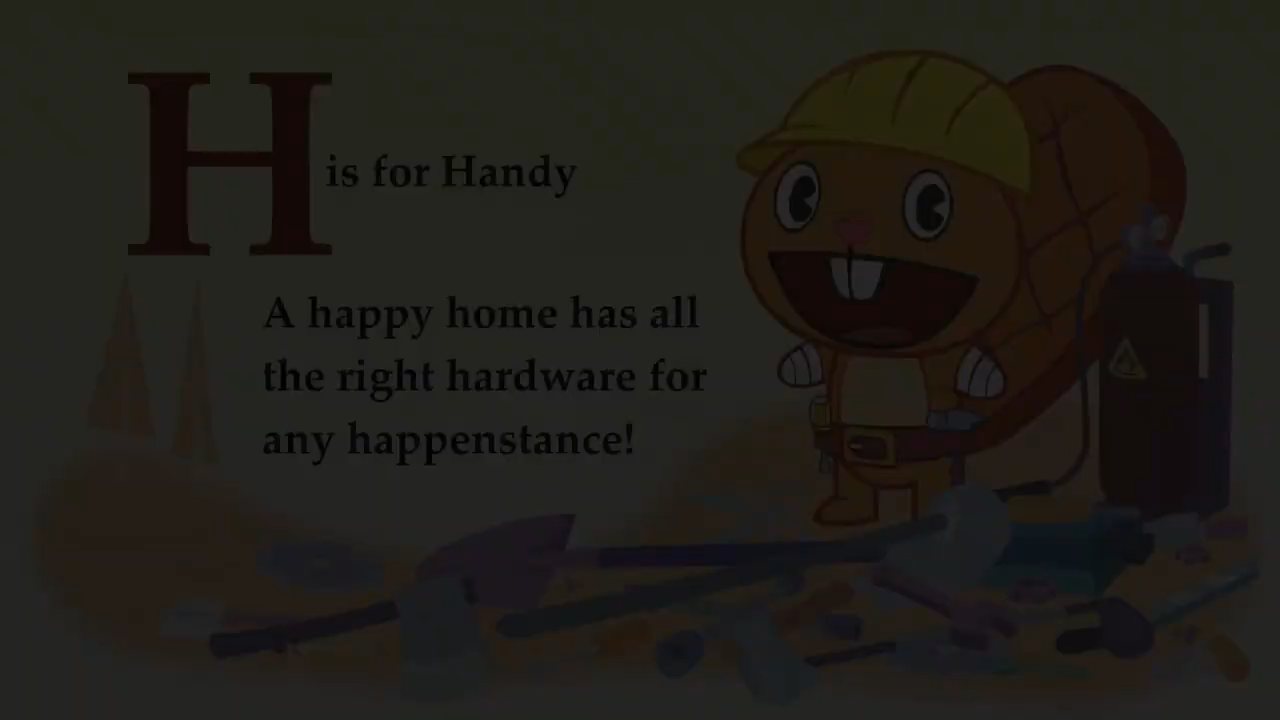 H is for Handy
A happy home has all
the right hardware for
any happenstance!